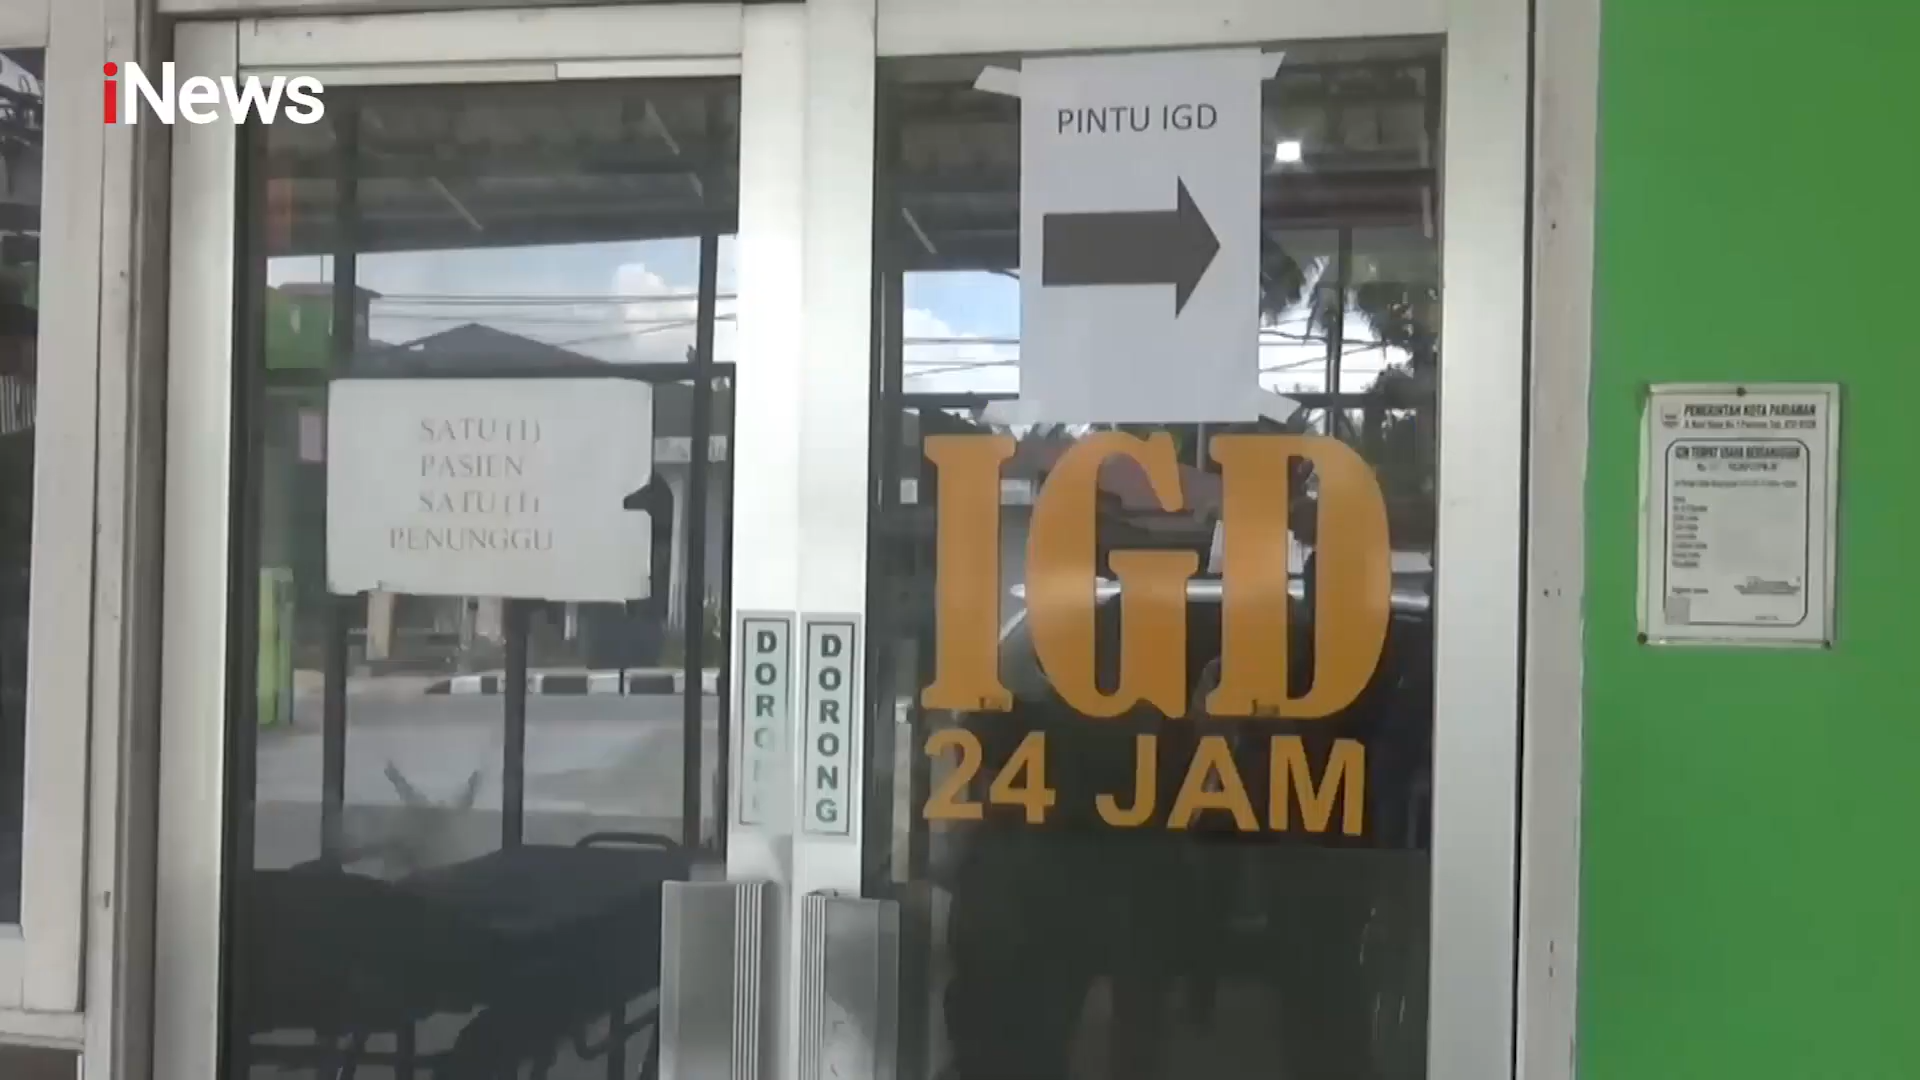 iNews
PINTU IGD
SATU (1)
PASIEN
SATU (1)
PENUNGGU
IGD
24 JAM
DORONG
DORONG
PEMERINTAH KOTA PARIAMAN
IZIN TEMPAT USAHA BERGANGGUAN